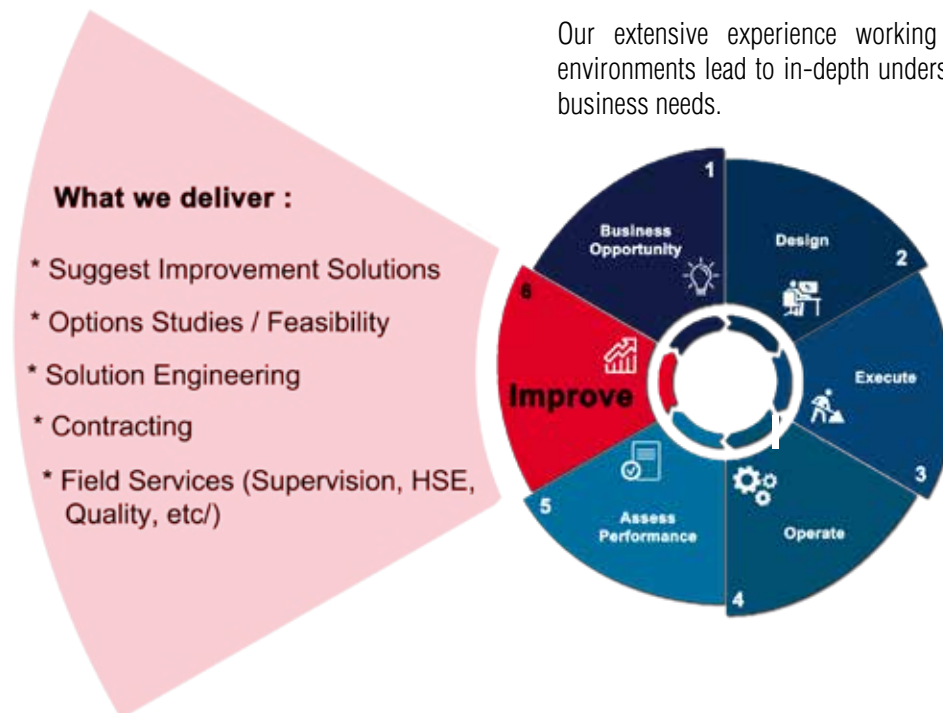 Our extensive experience working
environments lead to in-depth
business needs.
What we deliver :
* Suggest Improvement Solutions
* Options Studies / Feasibility
* Solution Engineering
* Contracting
* Field Services (Supervision, HSE,
Quality, etc/)
1
Business
Opportunity
Design
2
Execute
3
Operate
4
Assess
Performance
5
6
Improve